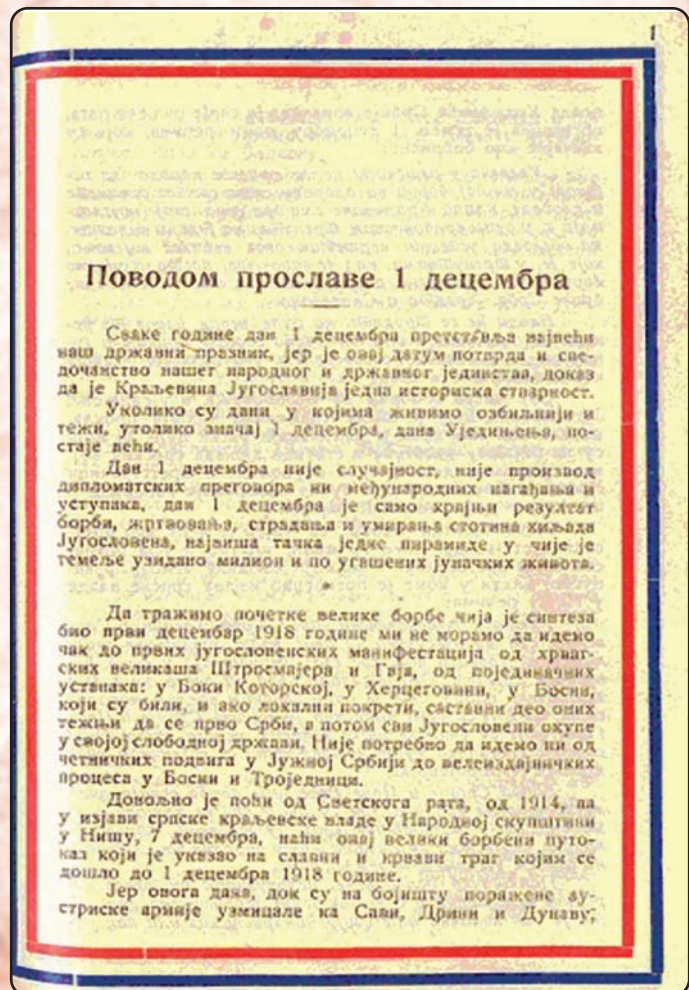 1
Поводом прославе 1 децембра
Сваке године дан 1 децембра претставља највећи
наш државни празник, јер је овај датум потврда и све-
дочанство нашег народног и државног јединства, доказ
да је Краљевина Југославија једна историска стварност.
Уколико су дани у којима живимо озбиљнији и
тежи, утолико значај 1 децембра, дана Уједињења, по-
стаје већи.
Дан 1 децембра није случајност, није производ
дипломатских преговора ни међународних нагађања и
уступака, дан 1 децембра је само крајњи резултат
борби, жртвовања, страдања и умирања стотина хиљада
Југословена, највиша тачка једне пирамиде у чије је
темеље узидано милион и по угашених јуначких живота.
*
Да тражимо почетке велике борбе чија је синтеза
био први децембар 1918 године ми не морамо да идемо
чак до првих југословенских манифестација од хрват-
ских великаша Штросмајера и Гаја, од појединачних
устанака: у Боки Которској, у Херцеговини, у Босни,
који су били, и ако локални покрети, саставни део оних
тежњи да се прво Срби, а потом сви Југословени окупе
у својој слободној држави. Није потребно да идемо ни од
четничких подвига у Јужној Србији до велеиздајничких
процеса у Босни и Троједници.
Довољно је поћи од Светскога рата, од 1914, па
у изјави српске краљевске владе у Народној скупштини
у Нишу, 7 децембра, наћи онај велики борбени путо-
каз који је указао на славни и крвави траг којим се
дошло до 1 децембра 1918 године.
Јер овога дана, док су на бојишту поражене ау-
стриске армије узмицале ка Сави, Дрини и Дунаву,